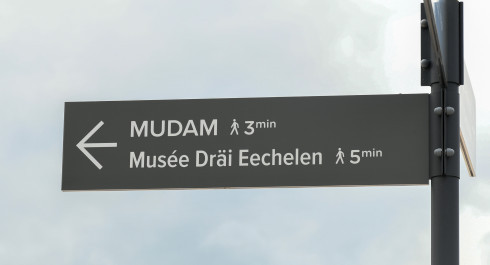 MUDAM 3min
Musée Dräi Eechelen 5min